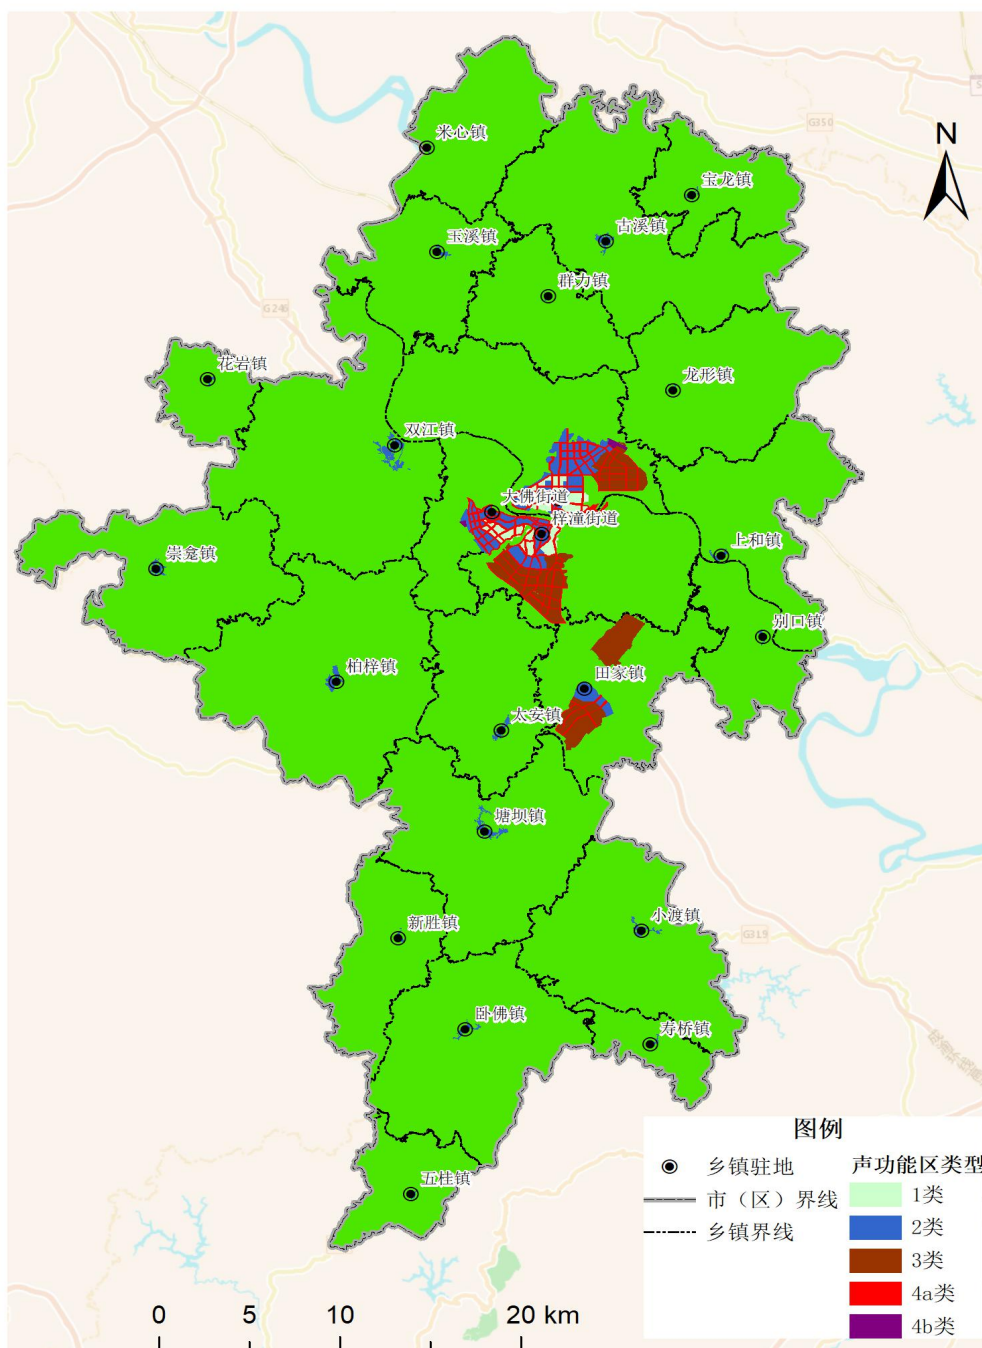 G350
N
米心镇
宝龙镇
古溪镇
玉溪镇
群力镇
G246
花岩镇
龙形镇
双江镇
大佛街道
梓潼街道
上和镇
崇龛镇
别口镇
柏梓镇
田家镇
太安镇
塘坝镇
新胜镇
小渡镇
G319
卧佛镇
寿桥镇
五桂镇
图例
乡镇驻地
市（区）界线
乡镇界线
声功能区类型
1类
2类
3类
4a类
4b类
0 5 10 20 km